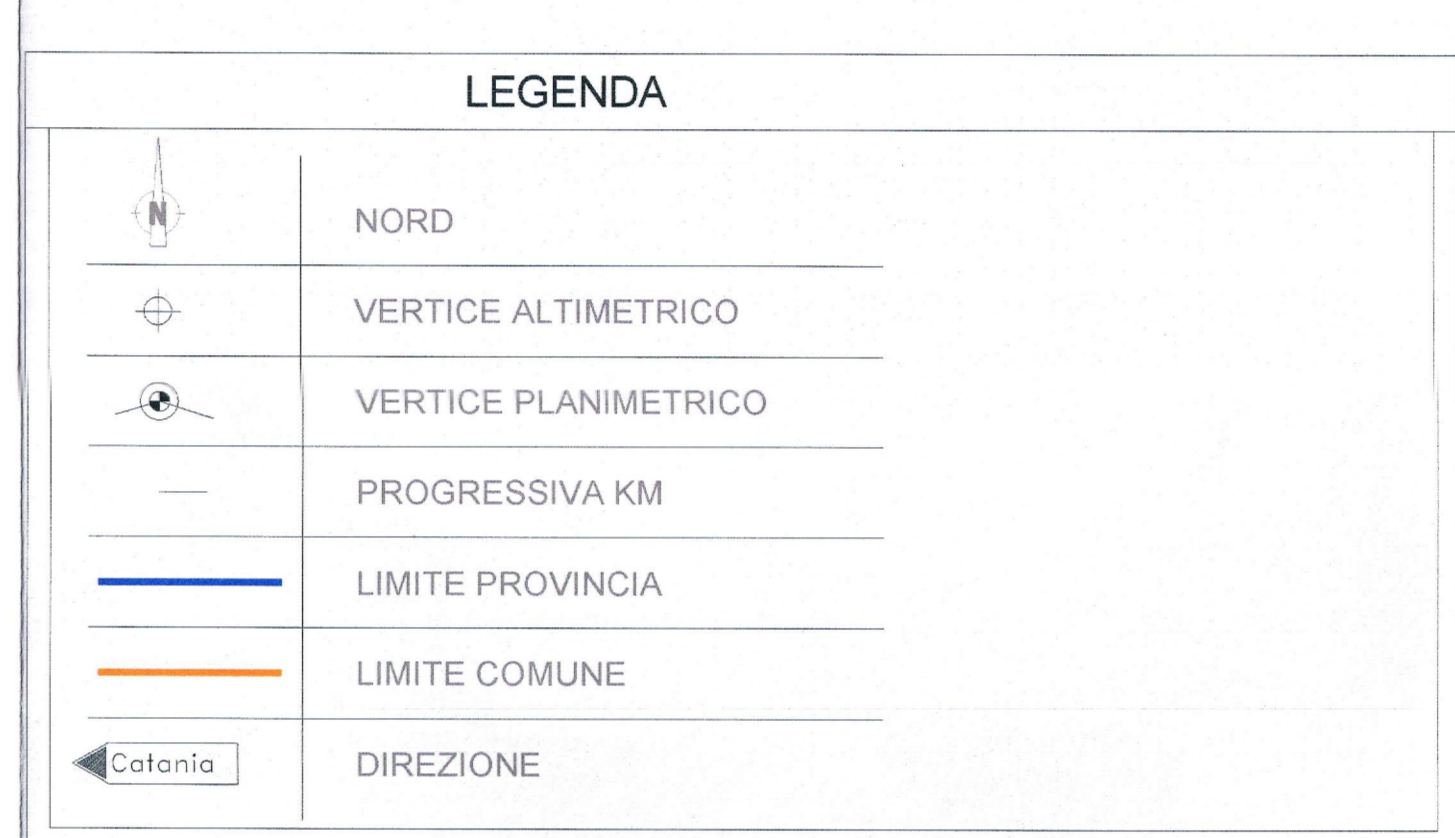 LEGENDA
N
NORD
VERTICE ALTIMETRICO
VERTICE PLANIMETRICO
PROGRESSIVA KM
LIMITE PROVINCIA
LIMITE COMUNE
Catania
DIREZIONE